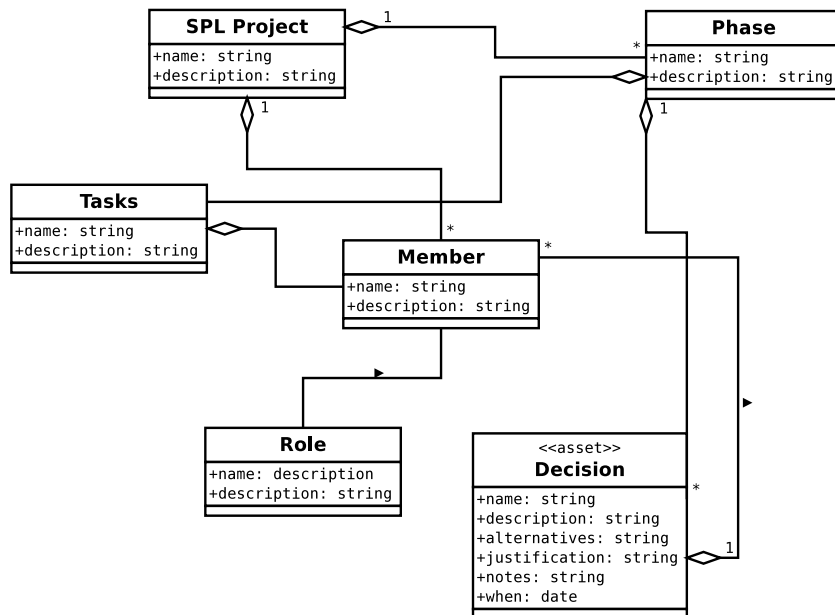 SPL Project
+name: string
+description: string
1
1
*
Phase
+name: string
+description: string
1
Tasks
+name: string
+description: string
*
*
Member
+name: string
+description: string
Role
+name: description
+description: string
<<asset>>
Decision
+name: string
+description: string
+alternatives: string
+justification: string
+notes: string
+when: date
*
1